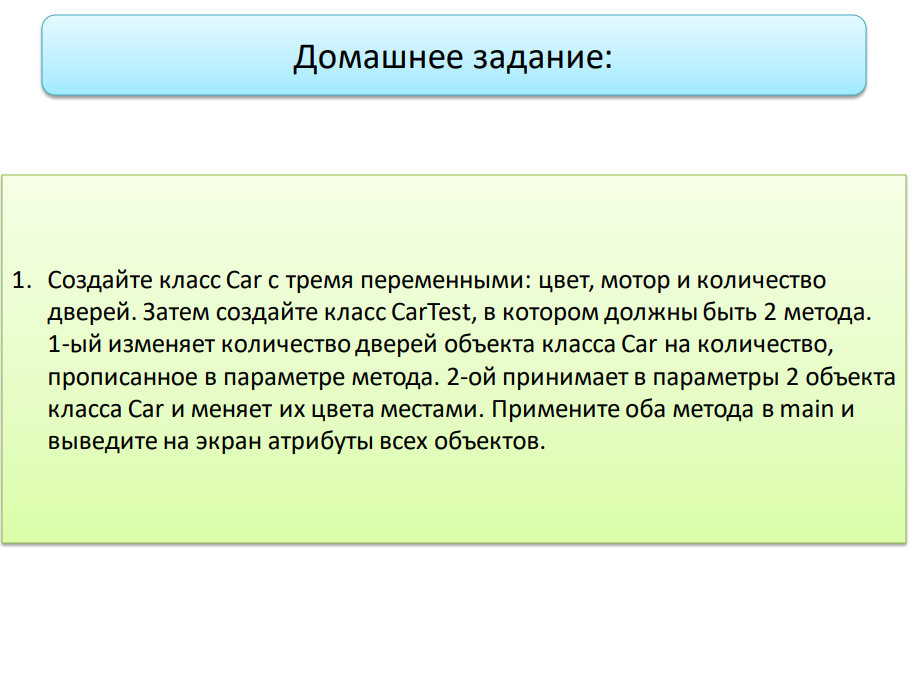 Домашнее задание:
1. Создайте класс Car с тремя переменными: цвет, мотор и количество
дверей. Затем создайте класс CarTest, в котором должны быть 2 метода.
1-ый изменяет количество дверей объекта класса Car на количество,
прописанное в параметре метода. 2-ой принимает в параметры 2 объекта
класса Car и меняет их цвета местами. Примените оба метода в main и
выведите на экран атрибуты всех объектов.